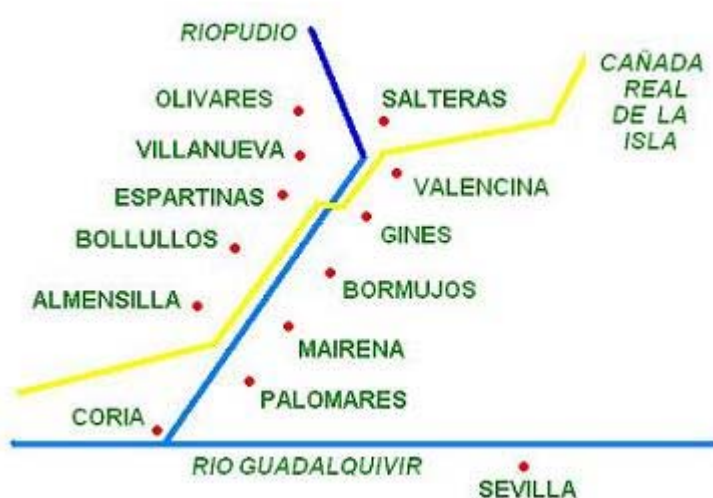 RIOPUDIO
CAÑADA
REAL
DE LA
ISLA
OLIVARES
SALTERAS
VILLANUEVA
VALENCINA
ESPARTINAS
GINES
BOLLULLOS
BORMUJOS
ALMENSILLA
MAIRENA
PALOMARES
CORIA
RIO GUADALQUIVIR
SEVILLA